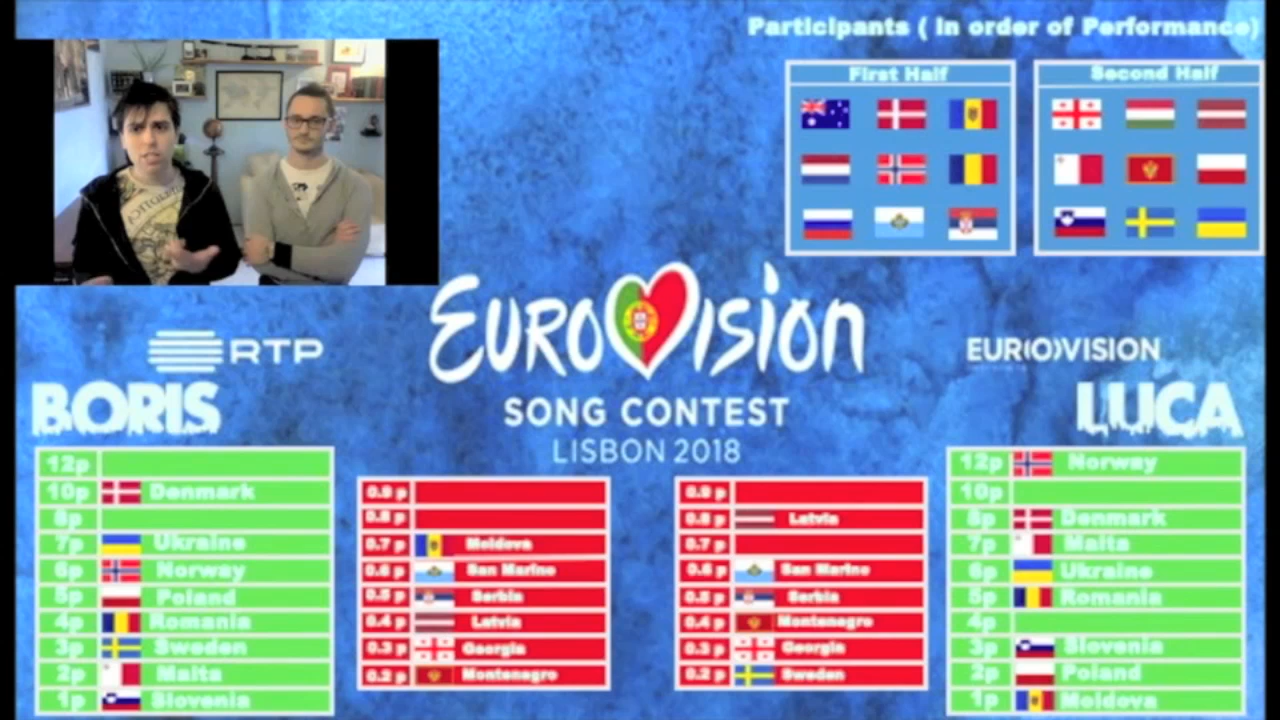 Participants ( In order of Performance)
First Half
Second Half
RTP
EUROVISION
SONG CONTEST
LISBON 2018
EUR(O)VISION
BORIS
LUCA
12p
10p Denmark
8p
7p Ukraine
6p Norway
5p Poland
4p Romania
3p Sweden
2p Malta
1p Slovenia
0.9 p
0.8 p
0.7 p Moldova
0.6 p San Marino
0.5 p Serbia
0.4 p Latvia
0.3 p Georgia
0.2 p Montenegro
0.9 p
0.8 p Latvia
0.7 p
0.6 p San Marino
0.5 p Serbia
0.4 p Montenegro
0.3 p Georgia
0.2 p Sweden
12p Norway
10p
8p Denmark
7p Malta
6p Ukraine
5p Romania
4p
3p Slovenia
2p Poland
1p Moldova